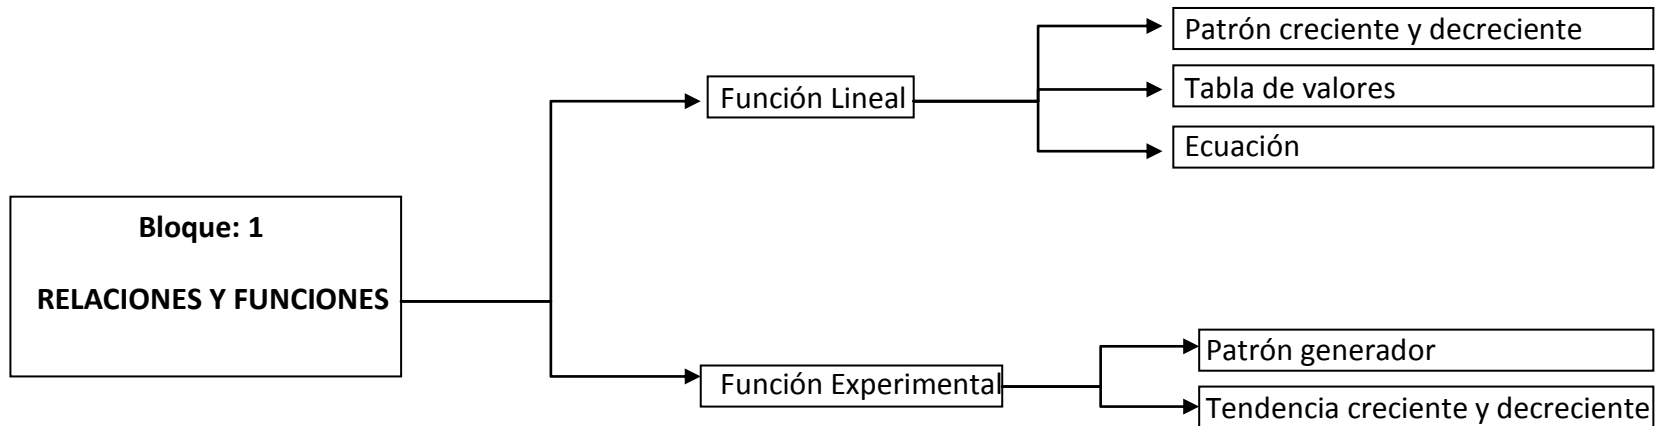 Patrón creciente y decreciente
Función Lineal
Tabla de valores
Ecuación
Bloque: 1
RELACIONES Y FUNCIONES
Patrón generador
Función Experimental
Tendencia creciente y decreciente